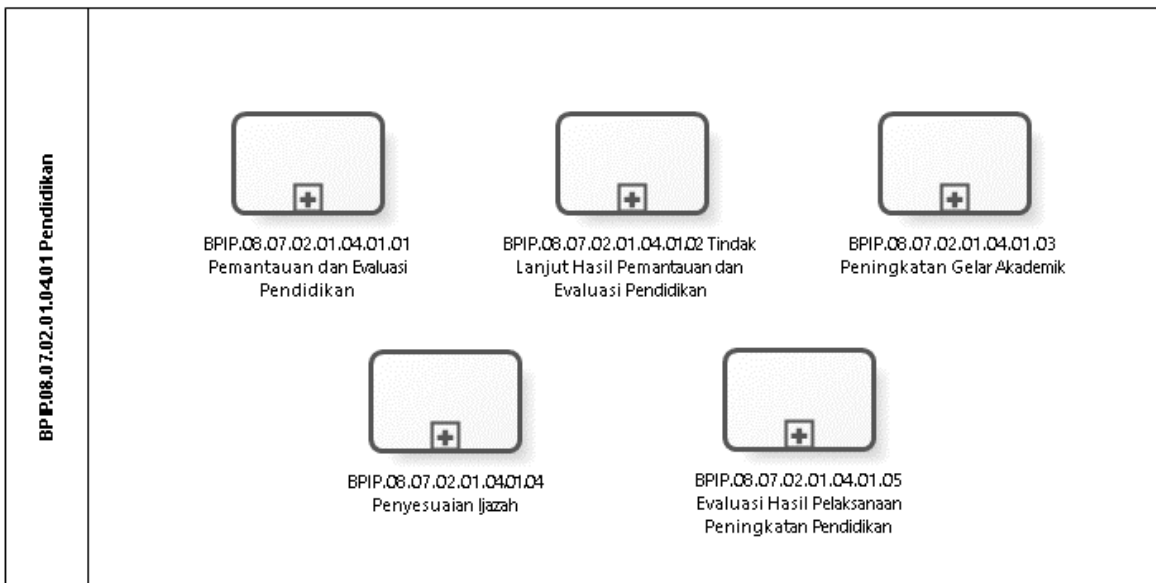 BPIP.08.07.02.01.04.01 Pendidikan
BPIP.08.07.02.01.04.01.01
Pemantauan dan Evaluasi
Pendidikan
BPIP.08.07.02.01.04.01.02 Tindak
Lanjut Hasil Pemantauan dan
Evaluasi Pendidikan
BPIP.08.07.02.01.04.01.03
Peningkatan Gelar Akademik
BPIP.08.07.02.01.04.01.04
Penyesuaian Ijazah
BPIP.08.07.02.01.04.01.05
Evaluasi Hasil Pelaksanaan
Peningkatan Pendidikan